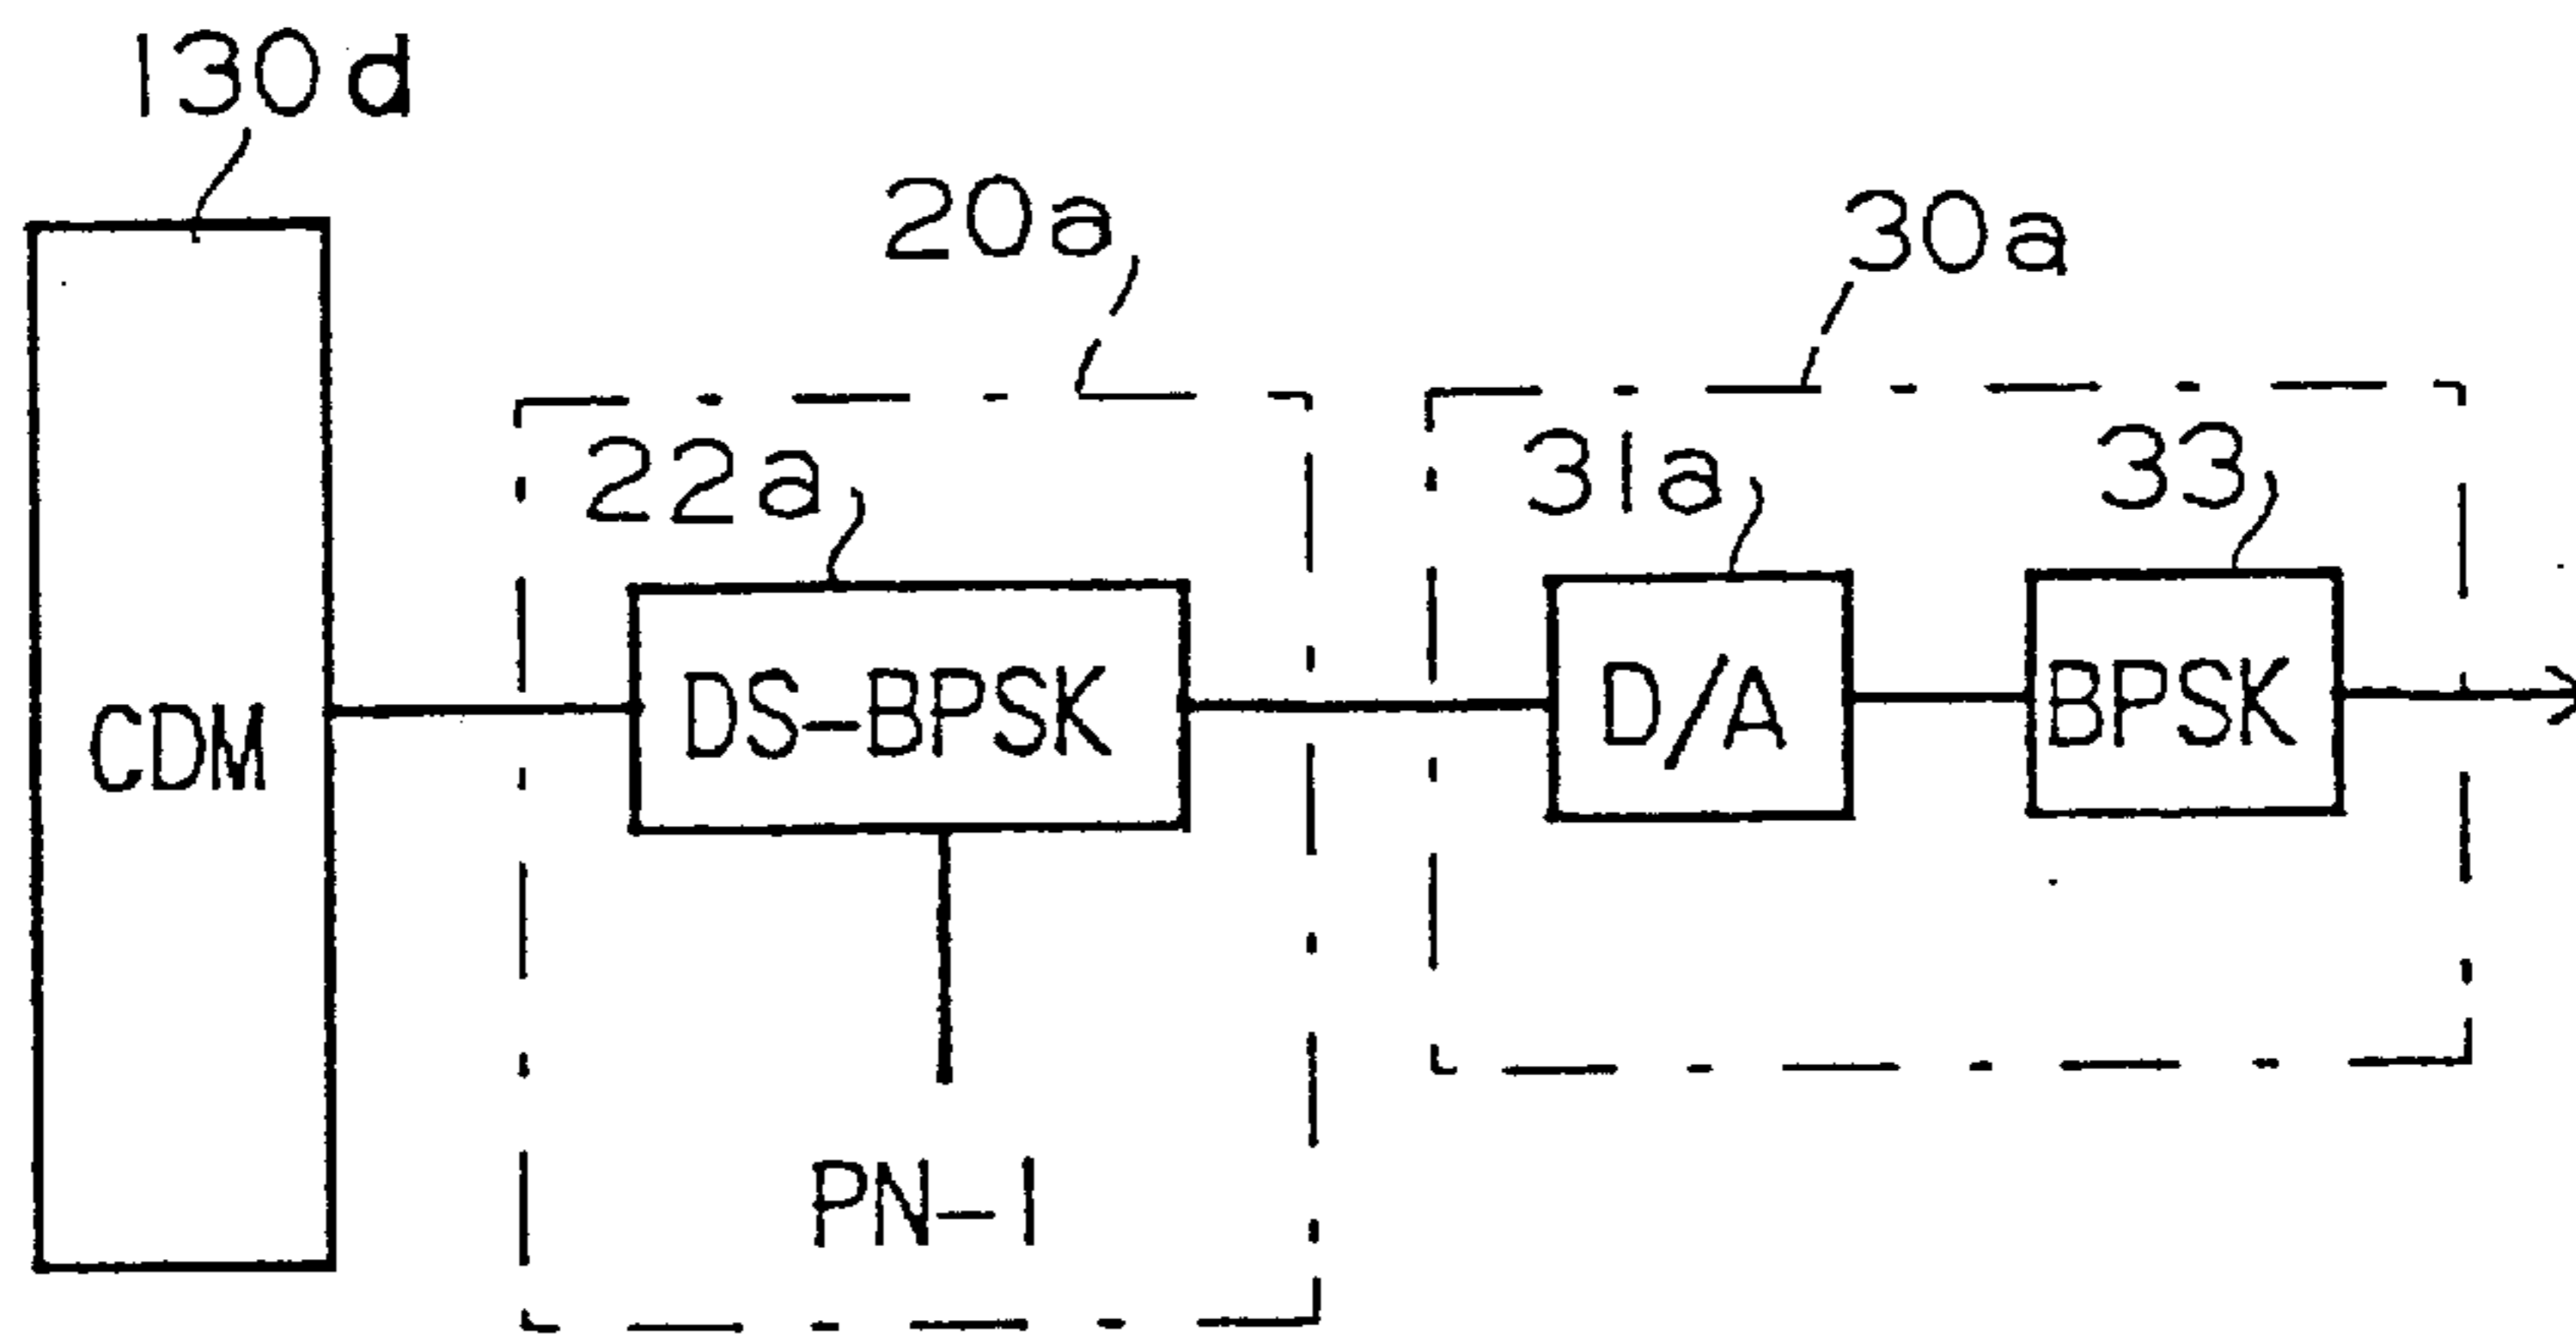 130d
20a
30a
22a
31a
33
CDM
DS-BPSK
D/A
BPSK
PN-1